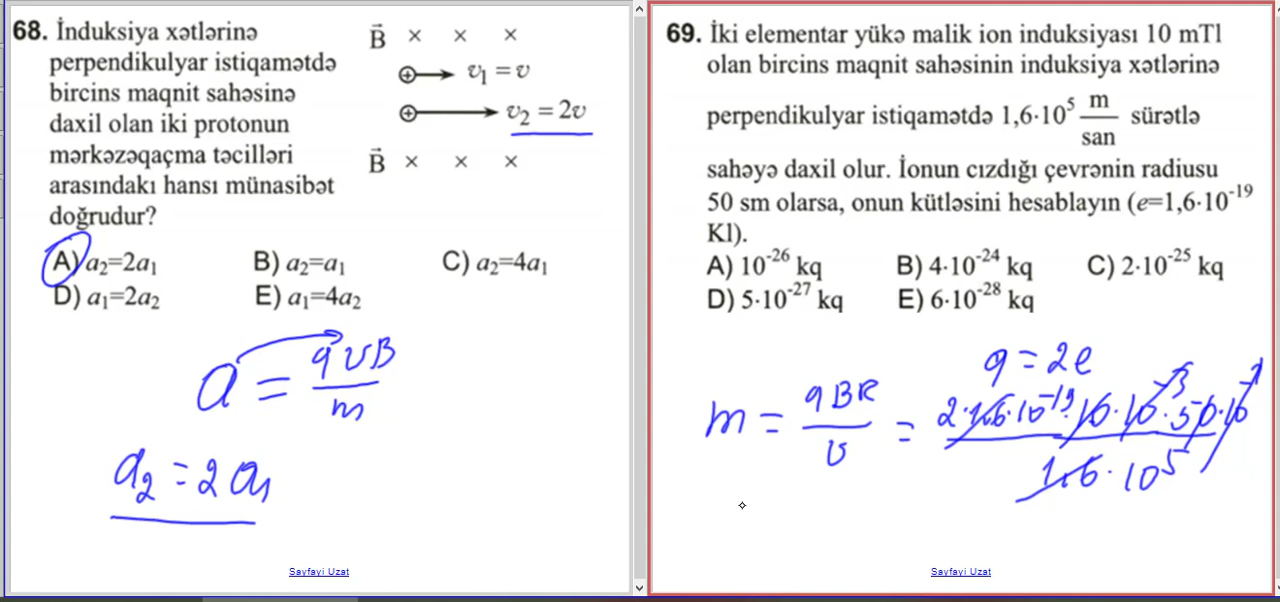 68. İnduksiya xətlərinə
perpendikulyar istiqamətdə
bircins maqnit sahəsinə
daxil olan iki protonun
mərkəzəqaçma təcilləri
arasındakı hansı münasibət
doğrudur?
B⃗ × × ×
⊕ v₁ = v
⊕ v₂ = 2v
B⃗ × × ×
A) a₂=2a₁ B) a₂=a₁ C) a₂=4a₁
D) a₁=2a₂ E) a₁=4a₂
a = qvB/m
a₂ = 2a₁
Sayfayi Uzat
69. İki elementar yükə malik ion induksiyası 10 mTl
olan bircins maqnit sahəsinin induksiya xətlərinə
perpendikulyar istiqamətdə 1,6·10⁵ m/san sürətlə
sahəyə daxil olur. İonun cızdığı çevrənin radiusu
50 sm olarsa, onun kütləsini hesablayın (e=1,6·10⁻¹⁹
Kl).
A) 10⁻²⁶ kq B) 4·10⁻²⁴ kq C) 2·10⁻²⁵ kq
D) 5·10⁻²⁷ kq E) 6·10⁻²⁸ kq
q = 2e
m = qBR/v = 2·1,6·10⁻¹⁹·10·10⁻³·50·10
1,6·10⁵
Sayfayi Uzat